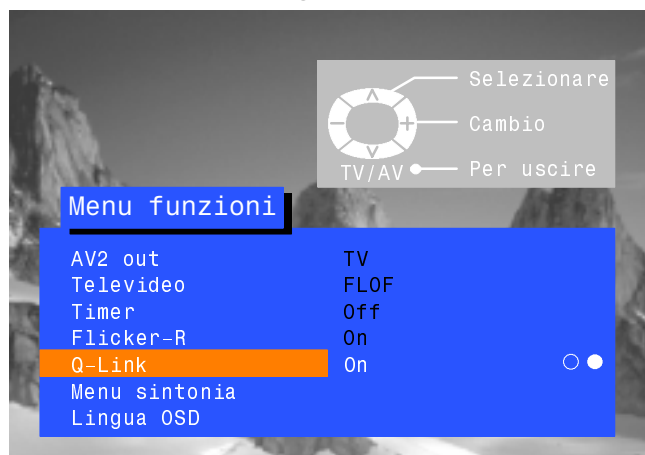 Selezionare
Cambio
TV/AV Per uscire
Menu funzioni
AV2 out TV
Televideo FLOF
Timer Off
Flicker-R On
Q-Link On
Menu sintonia
Lingua OSD